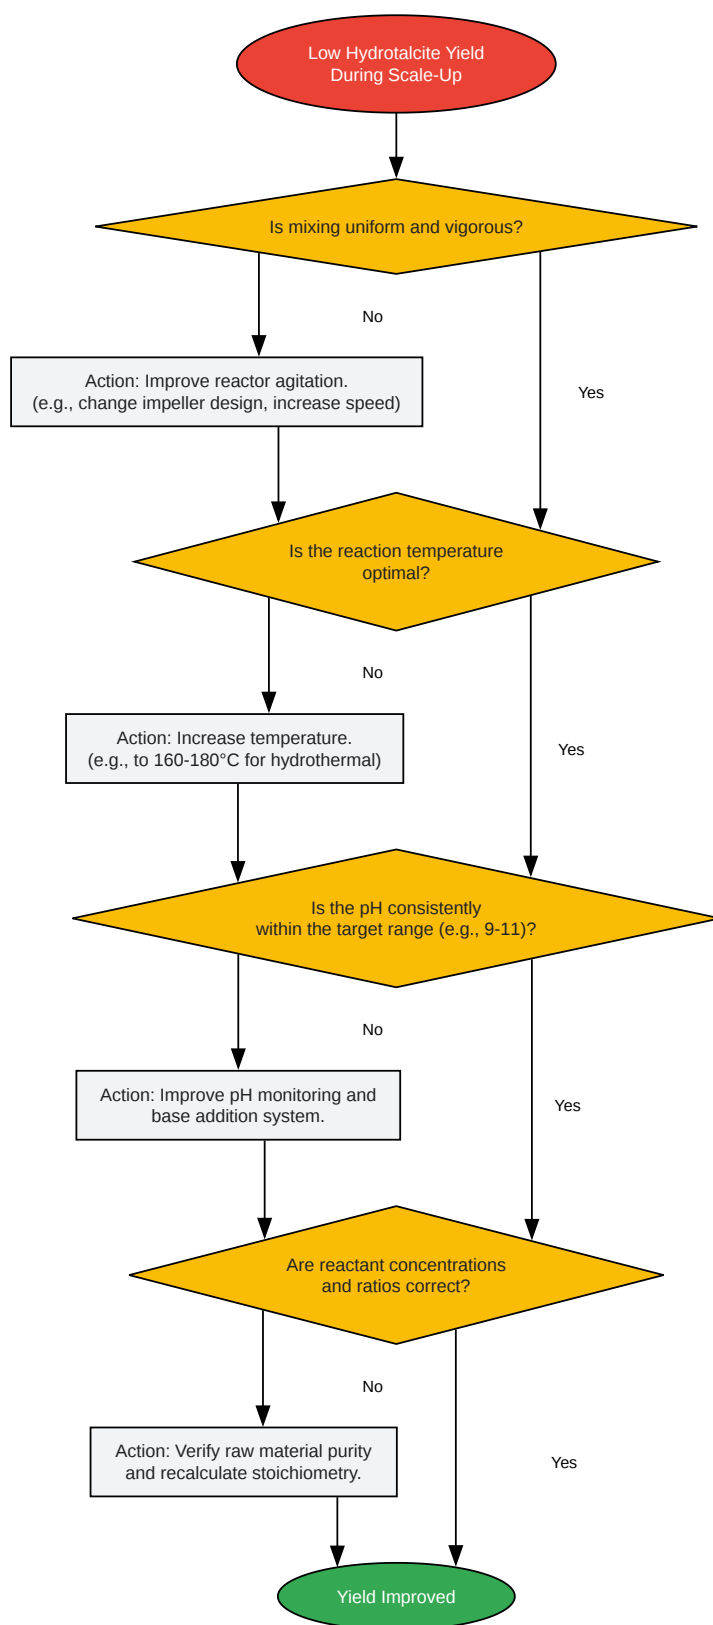 Low Hydrotalcite Yield
During Scale-Up
Is mixing uniform and vigorous?
No
Action: Improve reactor agitation.
(e.g., change impeller design, increase speed)
Yes
Is the reaction temperature
optimal?
No
Action: Increase temperature.
(e.g., to 160-180°C for hydrothermal)
Yes
Is the pH consistently
within the target range (e.g., 9-11)?
No
Action: Improve pH monitoring and
base addition system.
Yes
Are reactant concentrations
and ratios correct?
No
Action: Verify raw material purity
and recalculate stoichiometry.
Yes
Yield Improved